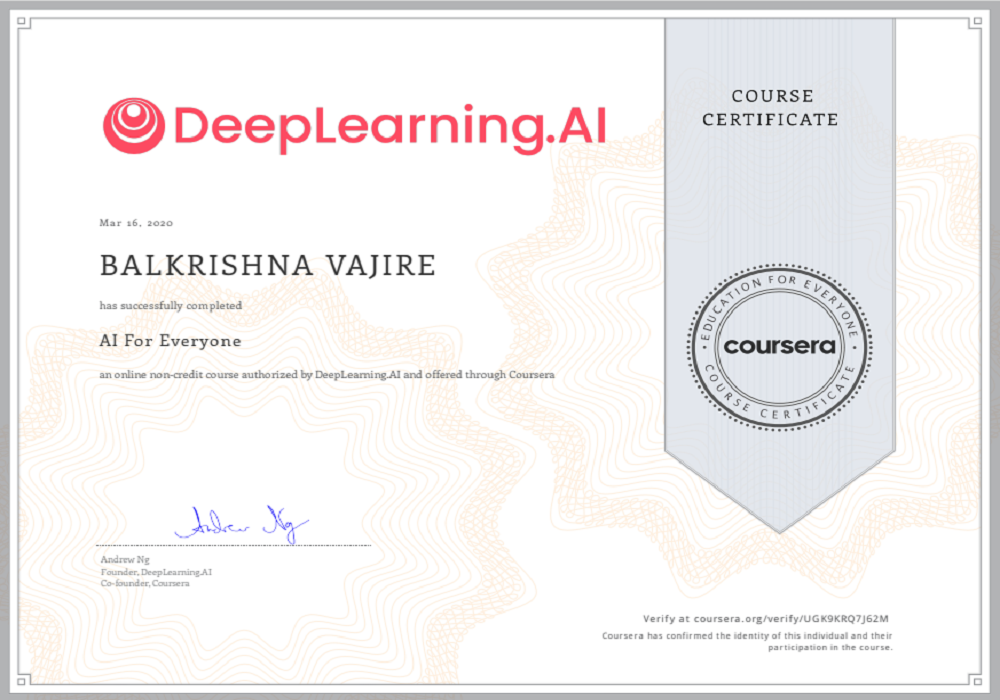 DeepLearning.AI
COURSE
CERTIFICATE
Mar 16, 2020
BALKRISHNA VAJIRE
has successfully completed
AI For Everyone
an online non-credit course authorized by DeepLearning.AI and offered through Coursera
EDUCATION FOR EVERYONE
coursera
COURSE CERTIFICATE
Andrew Ng
Andrew Ng
Founder, DeepLearning.AI
Co-founder, Coursera
Verify at coursera.org/verify/UGK9KRQ7J62M
Coursera has confirmed the identity of this individual and their
participation in the course.